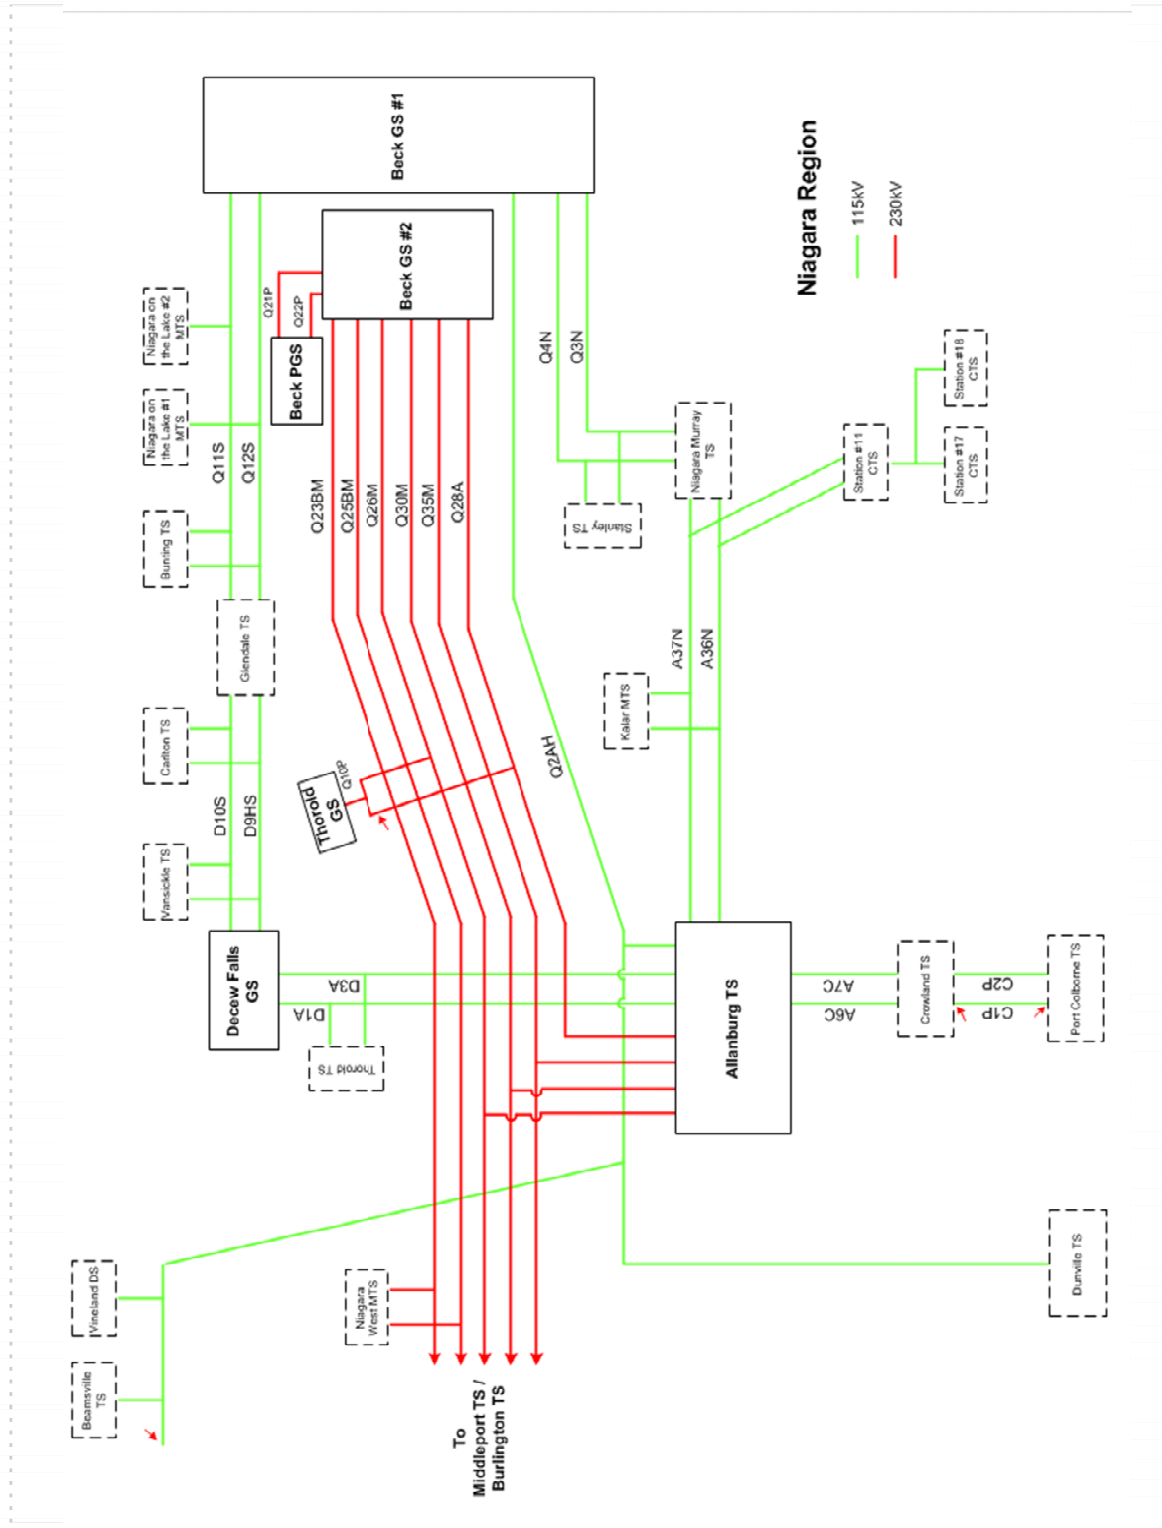 Niagara Region
115kV
230kV
Beck GS #1
Beck GS #2
Beck PGS
Q21P
Q22P
Niagara on
the Lake #2
MTS
Niagara on
the Lake #1
MTS
Q11S
Q12S
Bunting TS
Glendale TS
Carlton TS
D10S
D9HS
Vansickle TS
Decew Falls
GS
Q23BM
Q25BM
Q26M
Q30M
Q35M
Q28A
Q4N
Q3N
Niagara Murray
TS
Stanley TS
Station #11
CTS
Station #18
CTS
Station #17
CTS
A37N
A36N
Kalar MTS
Q2AH
Thorold
GS
Q10P
D3A
D1A
Thorold TS
Allanburg TS
A7C
A6C
Crowland TS
C2P
C1P
Port Colborne TS
Dunville TS
Niagara
West MTS
Vineland DS
Beamsville
TS
To
Middleport TS /
Burlington TS